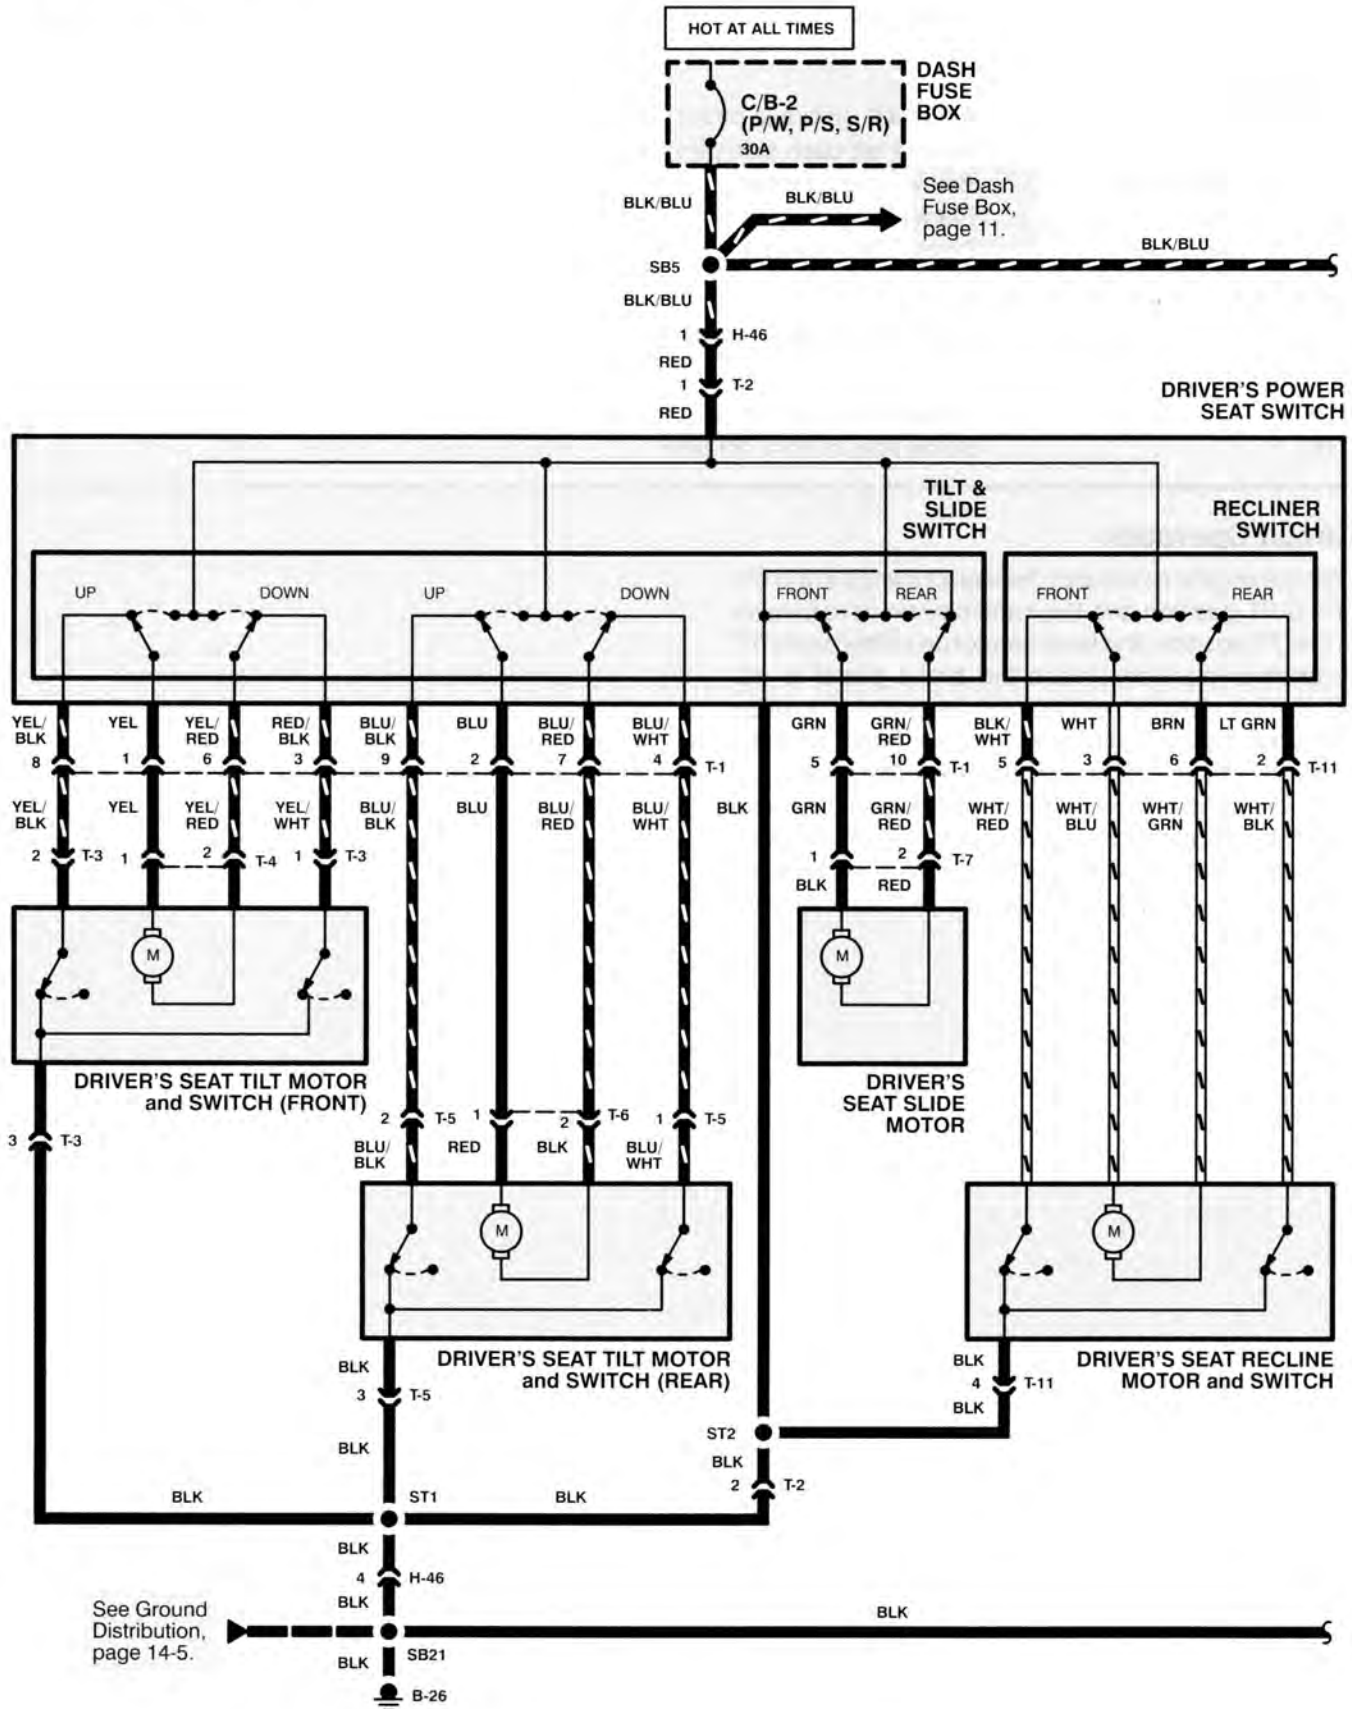 HOT AT ALL TIMES
DASH
FUSE
BOX
C/B-2
(P/W, P/S, S/R)
30A
BLK/BLU
BLK/BLU
See Dash
Fuse Box,
page 11.
BLK/BLU
SB5
BLK/BLU
1 H-46
RED
1 T-2
RED
DRIVER'S POWER
SEAT SWITCH
TILT &
SLIDE
SWITCH
RECLINER
SWITCH
UP DOWN UP DOWN FRONT REAR FRONT REAR
YEL/ YEL YEL/ RED/ BLU/ BLU BLU/ BLU/ GRN GRN/ BLK/ WHT BRN LT GRN
BLK RED BLK BLK RED WHT RED WHT
8 1 6 3 9 2 7 4 T-1 5 10 T-1 5 3 6 2 T-11
YEL/ YEL YEL/ YEL/ BLU/ BLU BLU/ BLU/ BLK GRN GRN/ WHT/ WHT/ WHT/ WHT/
BLK RED WHT BLK RED WHT RED RED BLU GRN BLK
2 T-3 1 2 T-4 1 T-3 1 2 T-7
BLK RED
M M
DRIVER'S SEAT TILT MOTOR
and SWITCH (FRONT)
DRIVER'S
SEAT SLIDE
MOTOR
3 T-3
2 T-5 1 2 T-6 1 T-5
BLU/ RED BLK BLU/
BLK WHT
M M
DRIVER'S SEAT TILT MOTOR
and SWITCH (REAR)
DRIVER'S SEAT RECLINE
MOTOR and SWITCH
BLK
3 T-5
BLK
BLK
4 T-11
BLK
ST2
BLK
2 T-2
BLK ST1 BLK
BLK
4 H-46
BLK
See Ground
Distribution,
page 14-5.
BLK
SB21
BLK
B-26